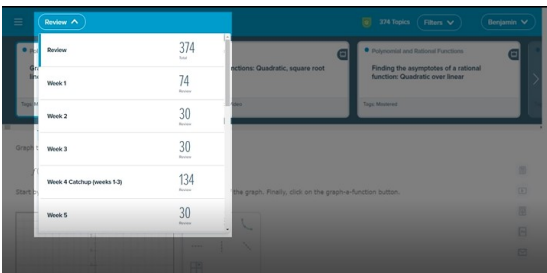 Review
374 Topics
Filters
Benjamin
Review
374
Total
Week 1
74
Review
Week 2
30
Review
Week 3
30
Review
Week 4 Catchup (weeks 1-3)
134
Review
Week 5
30
Review
nctions: Quadratic, square root
Polynomial and Rational Functions
Finding the asymptotes of a rational
function: Quadratic over linear
Tags: Mastered
Graph t
Start by
the graph. Finally, click on the graph-a-function button.